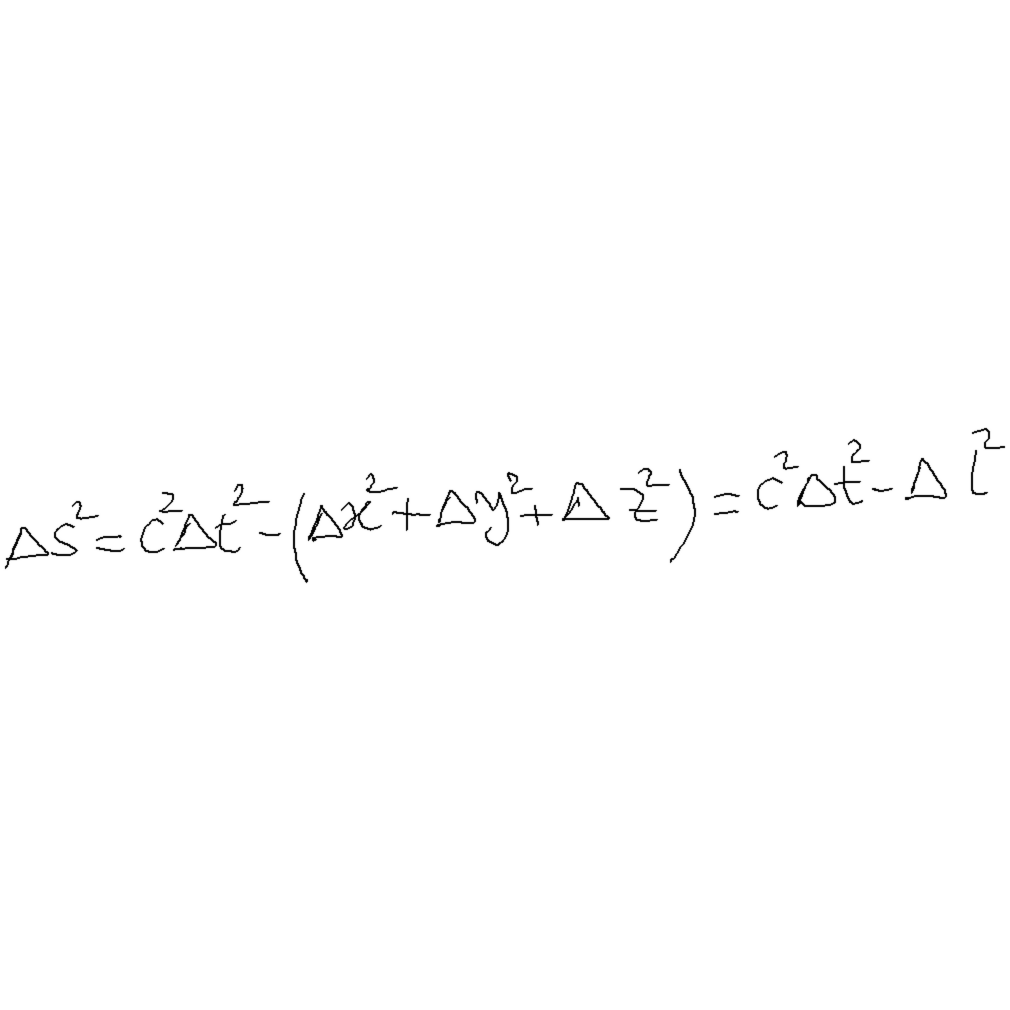 Δs² = c²Δt² - (Δx² + Δy² + Δz²) = c²Δt² - Δl²